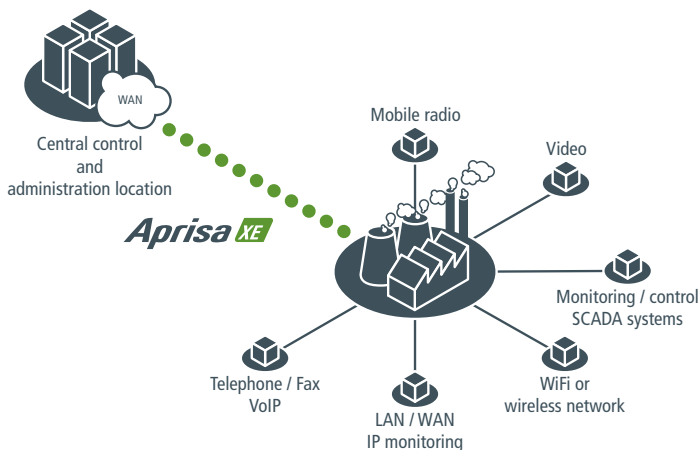 WAN
Central control
and
administration location
Aprisa XE
Mobile radio
Video
Monitoring / control
SCADA systems
WiFi or
wireless network
LAN / WAN
IP monitoring
Telephone / Fax
VoIP